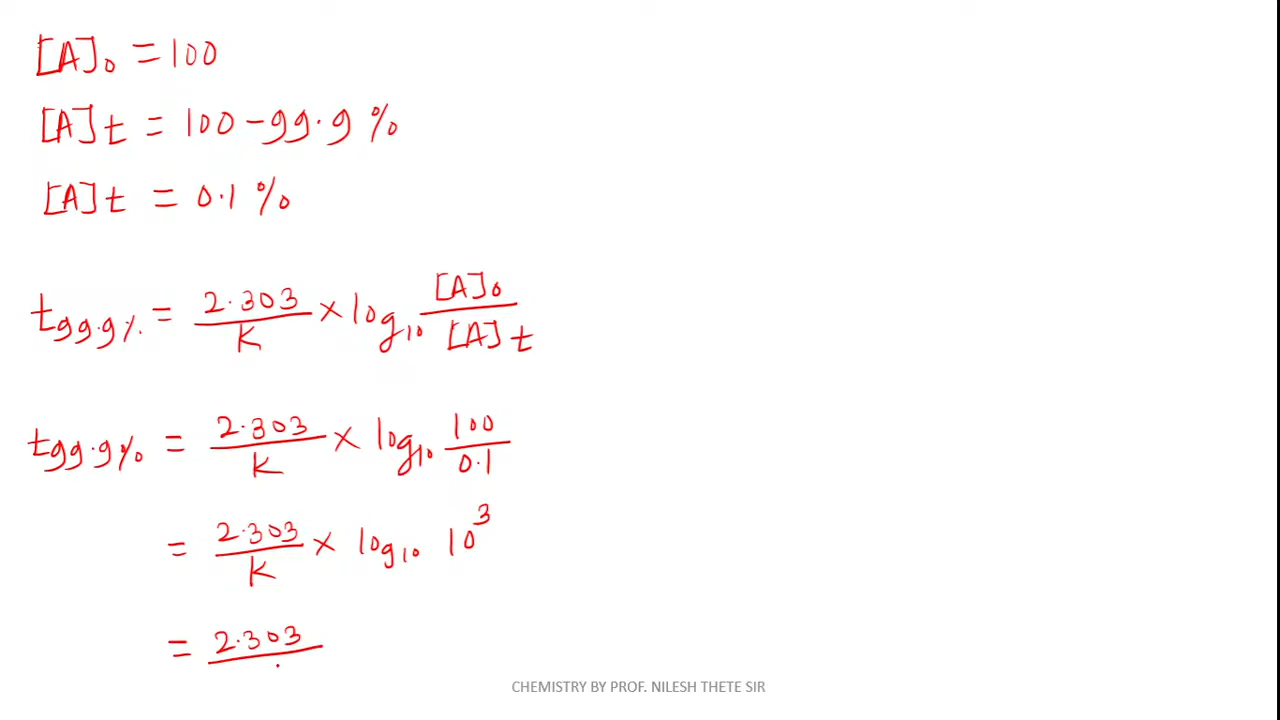 [A]₀ = 100
[A]t = 100 - 99.9 %
[A]t = 0.1 %
t99.9% = 2.303/K × log₁₀ [A]₀/[A]t
t99.9% = 2.303/K × log₁₀ 100/0.1
= 2.303/K × log₁₀ 10³
= 2.303/
CHEMISTRY BY PROF. NILESH THETE SIR